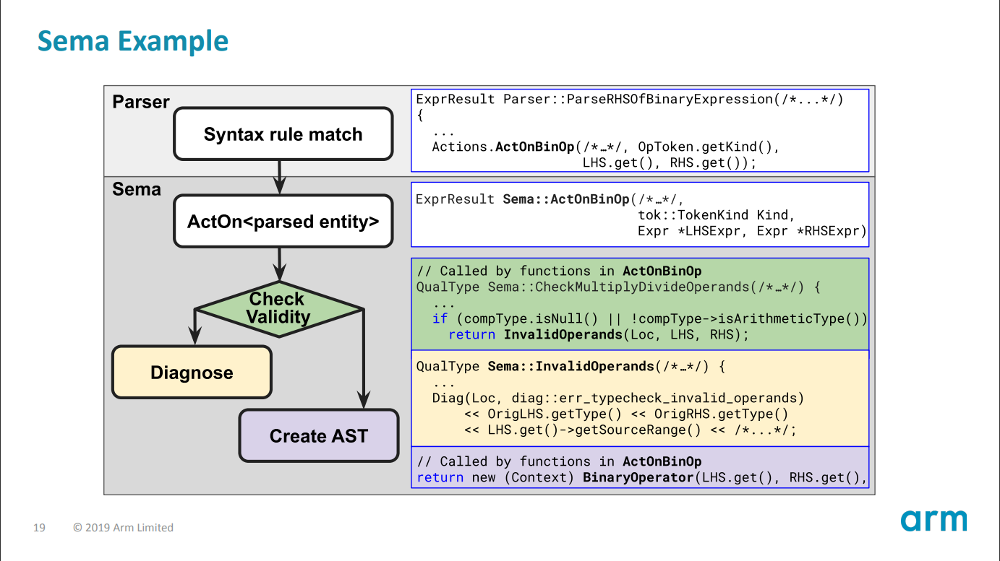 Sema Example
Parser
Syntax rule match
ExprResult Parser::ParseRHSOfBinaryExpression(/*...*/)
{
  ...
  Actions.ActOnBinOp(/*…*/, OpToken.getKind(),
                     LHS.get(), RHS.get());
Sema
ActOn<parsed entity>
ExprResult Sema::ActOnBinOp(/*…*/,
                            tok::TokenKind Kind,
                            Expr *LHSExpr, Expr *RHSExpr)
Check
Validity
// Called by functions in ActOnBinOp
QualType Sema::CheckMultiplyDivideOperands(/*…*/) {
  ...
  if (compType.isNull() || !compType->isArithmeticType())
    return InvalidOperands(Loc, LHS, RHS);
Diagnose
QualType Sema::InvalidOperands(/*…*/) {
  ...
  Diag(Loc, diag::err_typecheck_invalid_operands)
      << OrigLHS.getType() << OrigRHS.getType()
      << LHS.get()->getSourceRange() << /*...*/;
Create AST
// Called by functions in ActOnBinOp
return new (Context) BinaryOperator(LHS.get(), RHS.get(),
19 © 2019 Arm Limited
arm